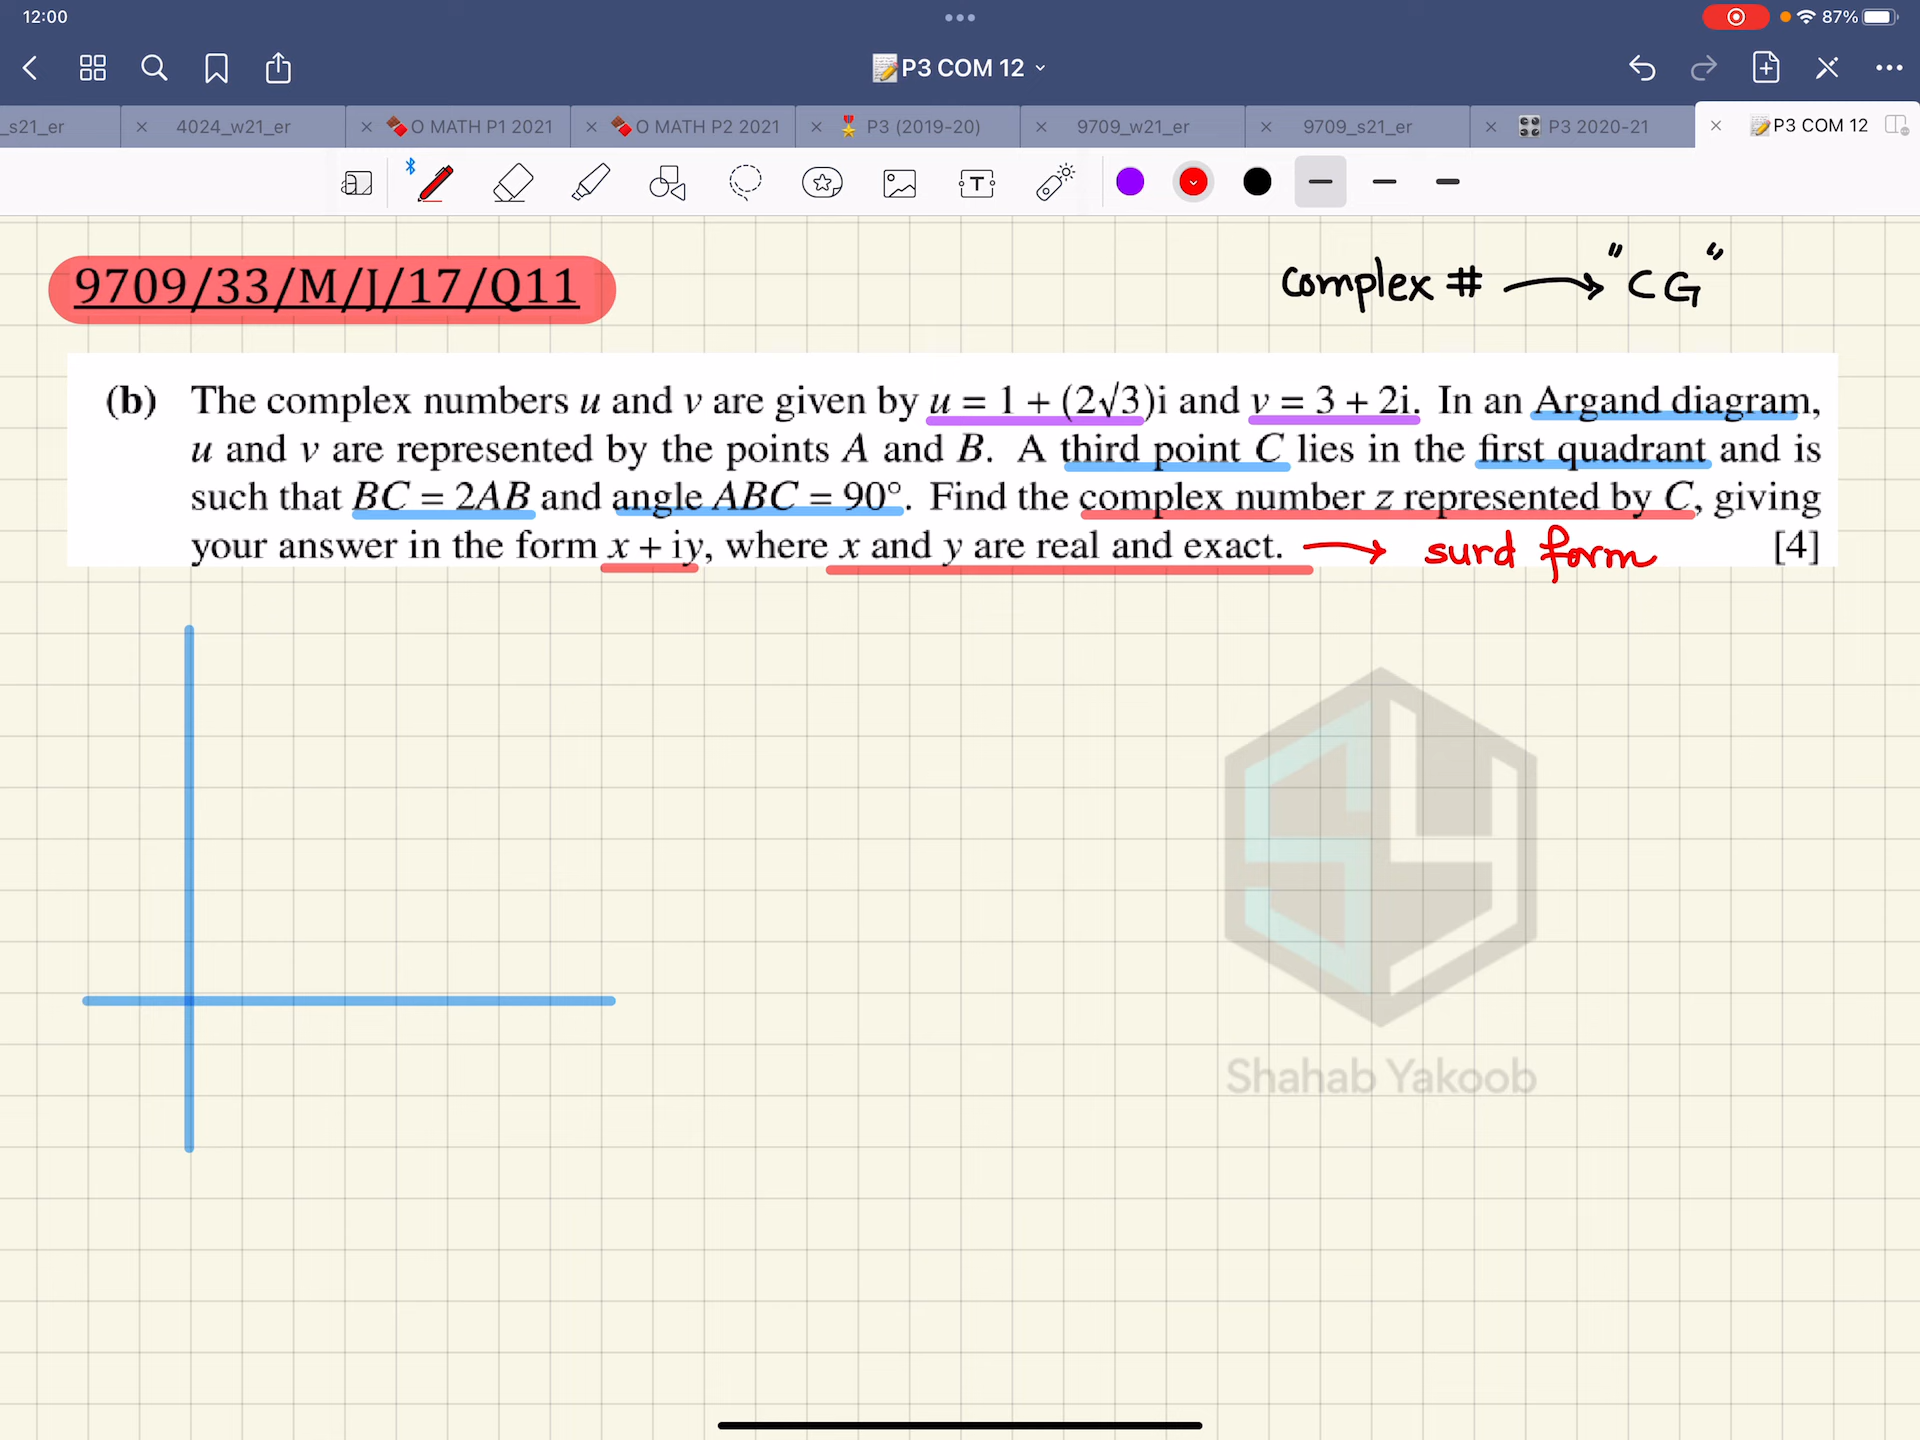 12:00
87%
P3 COM 12
_s21_er
4024_w21_er
O MATH P1 2021
O MATH P2 2021
P3 (2019-20)
9709_w21_er
9709_s21_er
P3 2020-21
P3 COM 12
9709/33/M/J/17/Q11
complex # → "CG"
(b) The complex numbers u and v are given by u = 1 + (2√3)i and v = 3 + 2i. In an Argand diagram,
u and v are represented by the points A and B. A third point C lies in the first quadrant and is
such that BC = 2AB and angle ABC = 90°. Find the complex number z represented by C, giving
your answer in the form x + iy, where x and y are real and exact. → surd form [4]
Shahab Yakoob